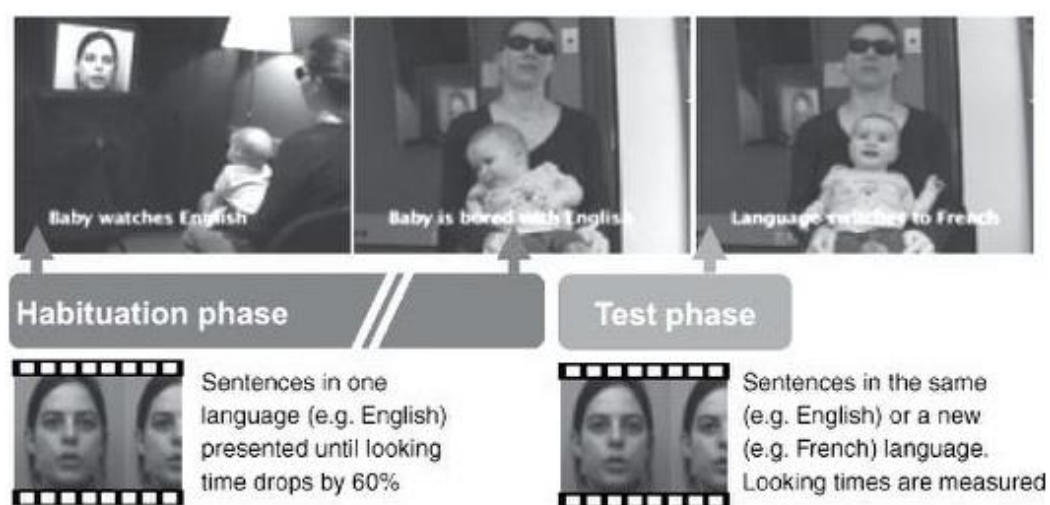 Baby watches English
Baby is bored with English
Language switches to French
Habituation phase
Test phase
Sentences in one
language (e.g. English)
presented until looking
time drops by 60%
Sentences in the same
(e.g. English) or a new
(e.g. French) language.
Looking times are measured